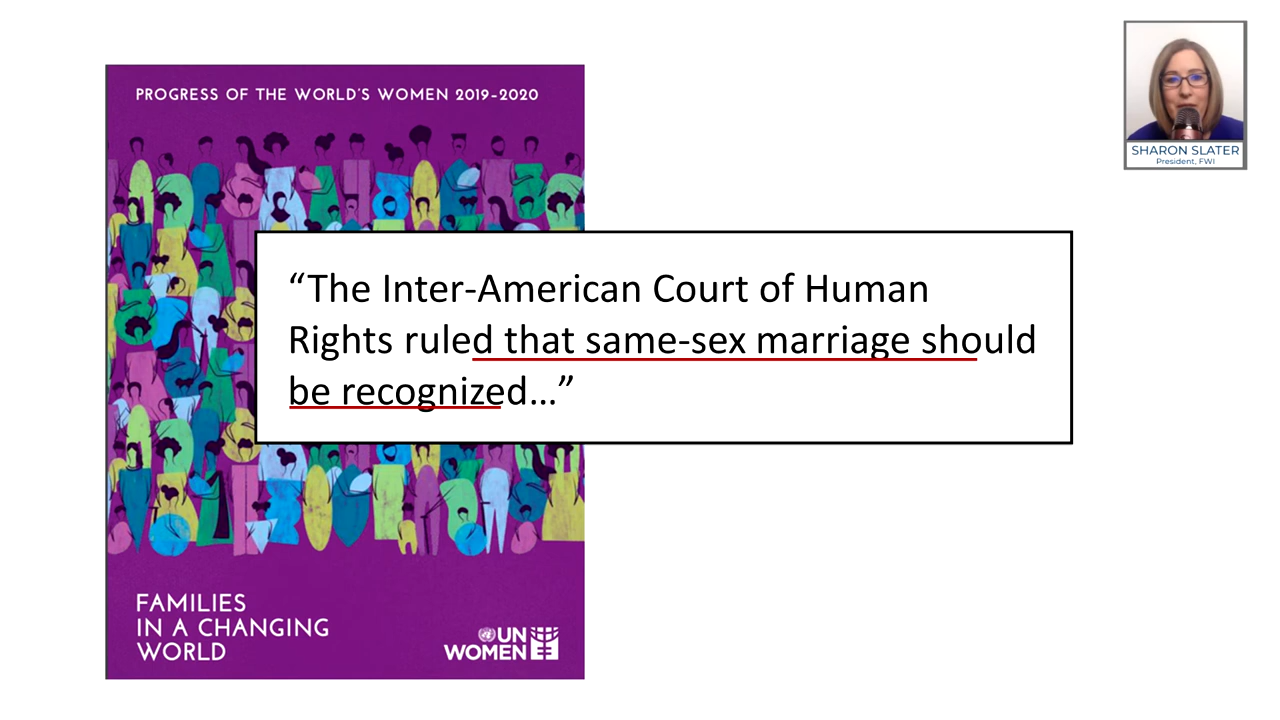 PROGRESS OF THE WORLD'S WOMEN 2019-2020
SHARON SLATER
President, FWI
“The Inter-American Court of Human
Rights ruled that same-sex marriage should
be recognized…”
FAMILIES
IN A CHANGING
WORLD
UN
WOMEN